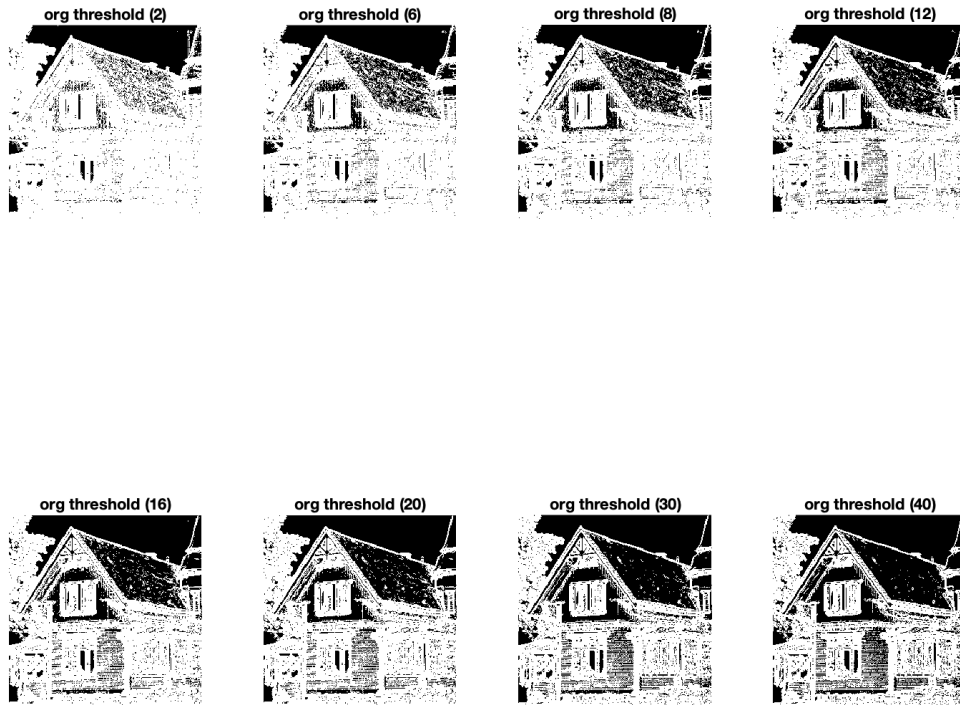 org threshold (2)
org threshold (6)
org threshold (8)
org threshold (12)
org threshold (16)
org threshold (20)
org threshold (30)
org threshold (40)